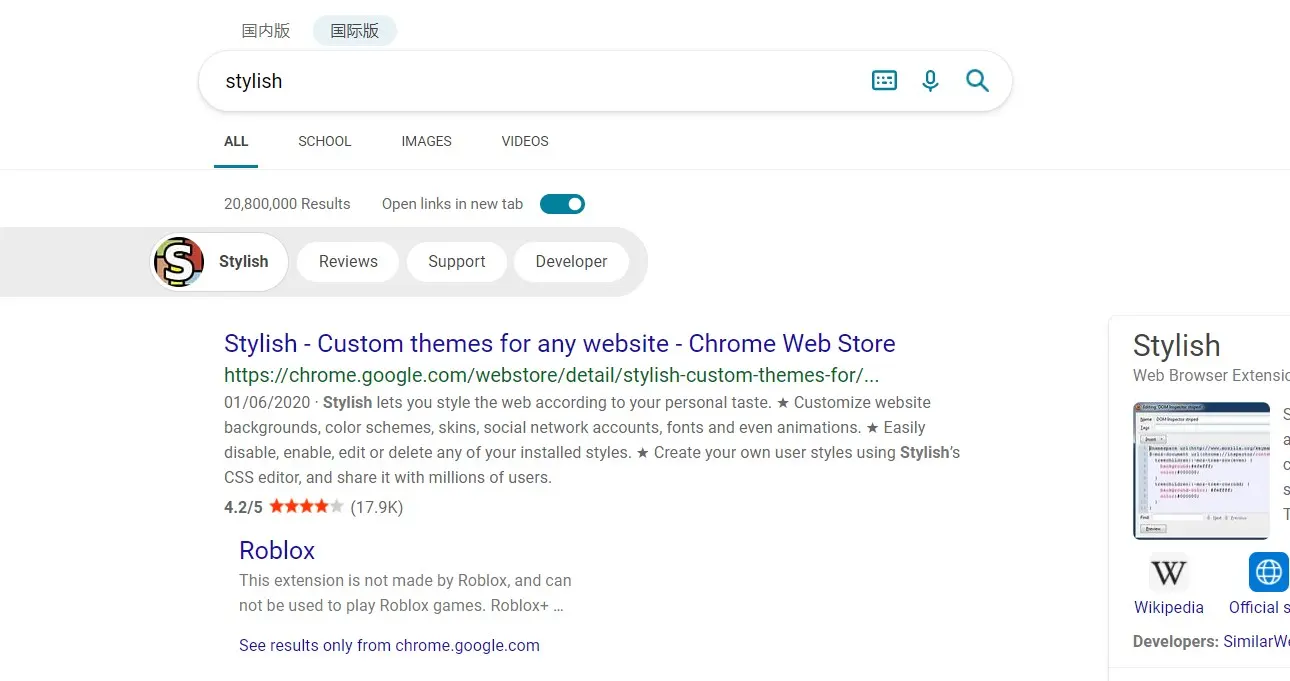 国内版 国际版
stylish
ALL SCHOOL IMAGES VIDEOS
20,800,000 Results Open links in new tab
S Stylish Reviews Support Developer
Stylish - Custom themes for any website - Chrome Web Store
https://chrome.google.com/webstore/detail/stylish-custom-themes-for/...
01/06/2020 · Stylish lets you style the web according to your personal taste. ★ Customize website
backgrounds, color schemes, skins, social network accounts, fonts and even animations. ★ Easily
disable, enable, edit or delete any of your installed styles. ★ Create your own user styles using Stylish's
CSS editor, and share it with millions of users.
4.2/5 ★★★★★ (17.9K)
Roblox
This extension is not made by Roblox, and can
not be used to play Roblox games. Roblox+ ...
See results only from chrome.google.com
Stylish
Web Browser Extensio
W
Wikipedia Official s
Developers: SimilarWe